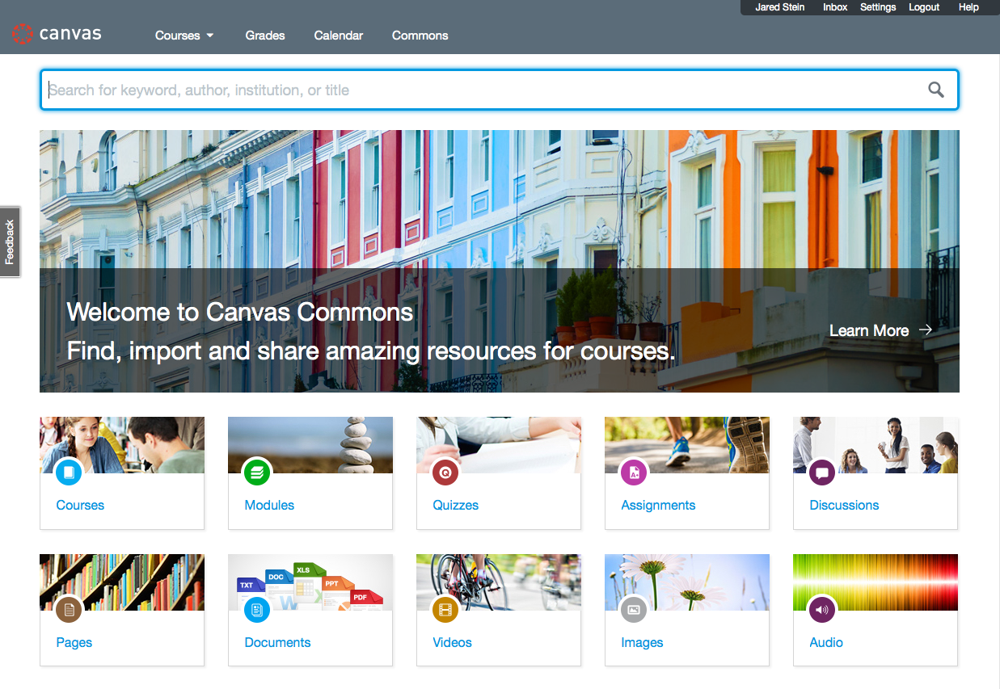 Jared Stein Inbox Settings Logout Help
canvas Courses Grades Calendar Commons
Search for keyword, author, institution, or title
Feedback
Welcome to Canvas Commons
Find, import and share amazing resources for courses.
Learn More →
Courses
Modules
Q
Quizzes
A+
Assignments
Discussions
Pages
TXT DOC XLS PPT PDF
W
Documents
Videos
Images
Audio